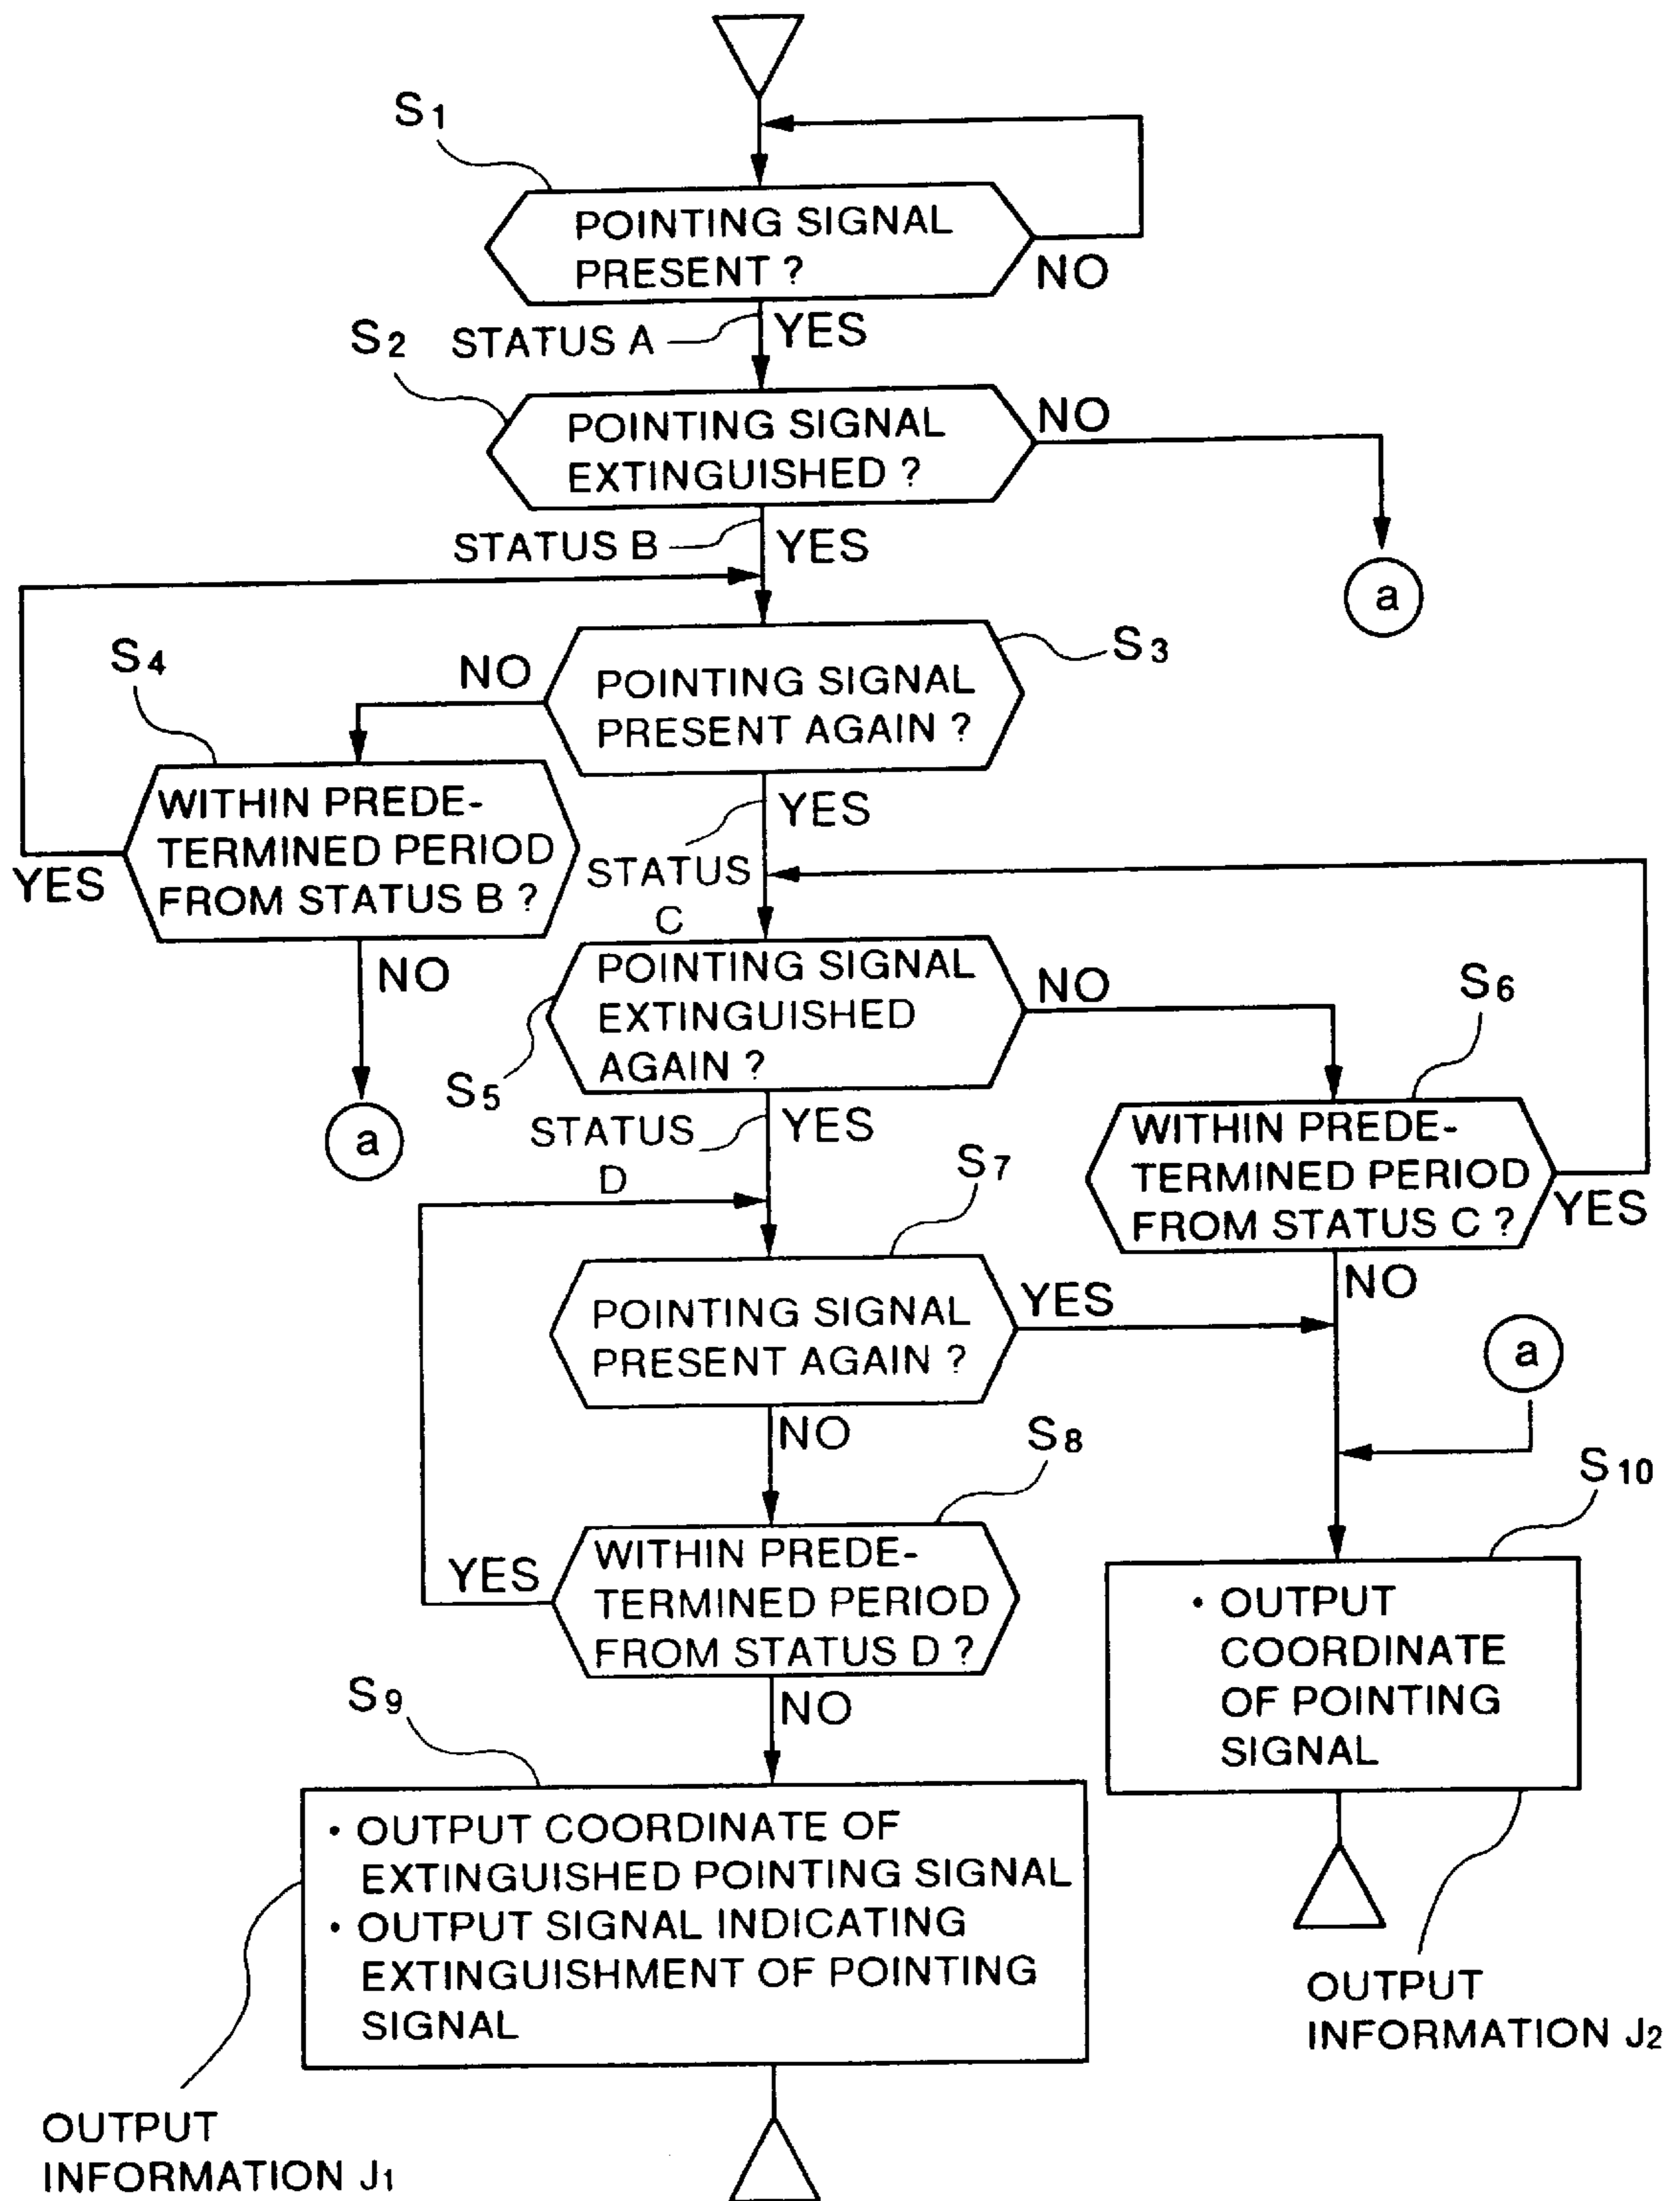 S1
POINTING SIGNAL
PRESENT ?
NO
STATUS A
YES
S2
POINTING SIGNAL
EXTINGUISHED ?
NO
a
STATUS B
YES
S3
POINTING SIGNAL
PRESENT AGAIN ?
NO
S4
WITHIN PREDE-
TERMINED PERIOD
FROM STATUS B ?
YES
NO
a
YES
STATUS
C
POINTING SIGNAL
EXTINGUISHED
AGAIN ?
S5
NO
S6
WITHIN PREDE-
TERMINED PERIOD
FROM STATUS C ?
YES
NO
STATUS
D
YES
S7
POINTING SIGNAL
PRESENT AGAIN ?
YES
a
NO
S8
WITHIN PREDE-
TERMINED PERIOD
FROM STATUS D ?
YES
NO
S10
• OUTPUT
COORDINATE
OF POINTING
SIGNAL
OUTPUT
INFORMATION J2
S9
• OUTPUT COORDINATE OF
EXTINGUISHED POINTING SIGNAL
• OUTPUT SIGNAL INDICATING
EXTINGUISHMENT OF POINTING
SIGNAL
OUTPUT
INFORMATION J1